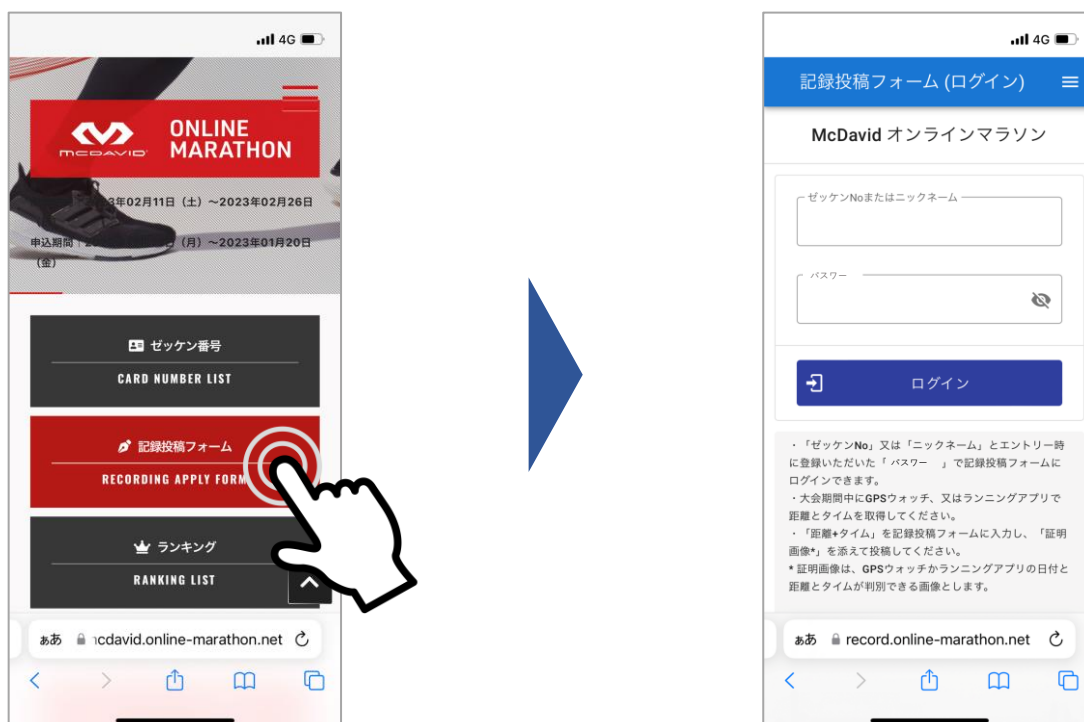 4G
MCDAVID
ONLINE
MARATHON
3年02月11日（土）～2023年02月26日
申込期間
（月）～2023年01月20日
（金）
ゼッケン番号
CARD NUMBER LIST
記録投稿フォーム
RECORDING APPLY FORM
ランキング
RANKING LIST
ぁあ
cdavid.online-marathon.net
4G
記録投稿フォーム (ログイン)
McDavid オンラインマラソン
ゼッケンNoまたはニックネーム
パスワー
ログイン
・「ゼッケンNo」又は「ニックネーム」とエントリー時
に登録いただいた「 パスワー 」で記録投稿フォームに
ログインできます。
・大会期間中にGPSウォッチ、又はランニングアプリで
距離とタイムを取得してください。
・「距離+タイム」を記録投稿フォームに入力し、「証明
画像*」を添えて投稿してください。
* 証明画像は、GPSウォッチかランニングアプリの日付と
距離とタイムが判別できる画像とします。
ぁあ
record.online-marathon.net